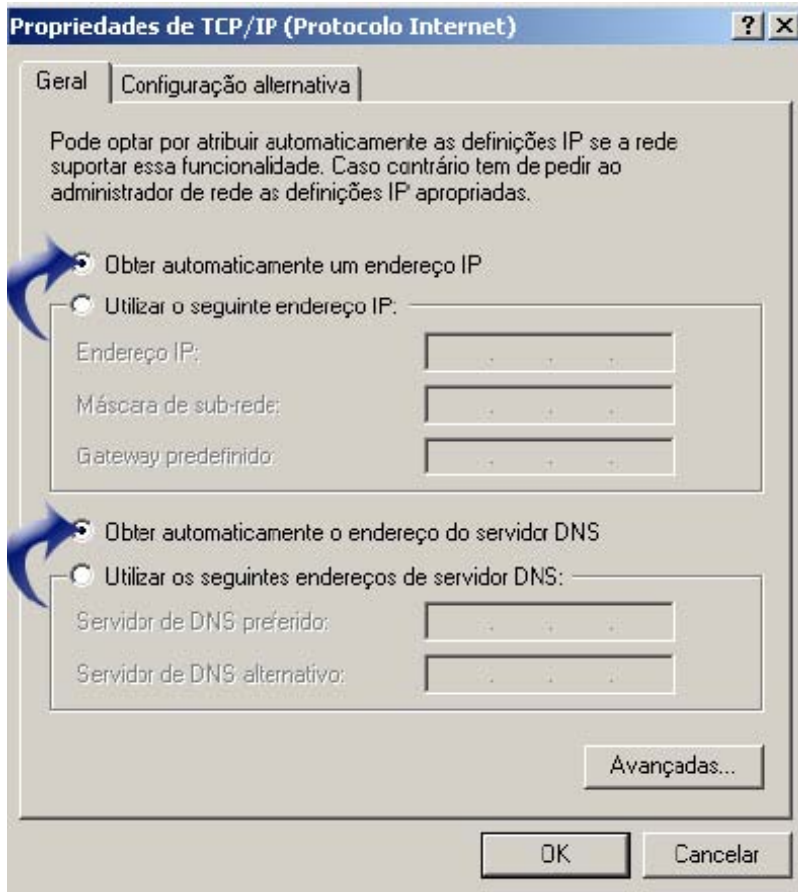 Propriedades de TCP/IP (Protocolo Internet)
Geral
Configuração alternativa
Pode optar por atribuir automaticamente as definições IP se a rede
suportar essa funcionalidade. Caso contrário tem de pedir ao
administrador de rede as definições IP apropriadas.
Obter automaticamente um endereço IP
Utilizar o seguinte endereço IP:
Endereço IP:
Máscara de sub-rede:
Gateway predefinido:
Obter automaticamente o endereço do servidor DNS
Utilizar os seguintes endereços de servidor DNS:
Servidor de DNS preferido:
Servidor de DNS alternativo:
Avançadas...
OK
Cancelar